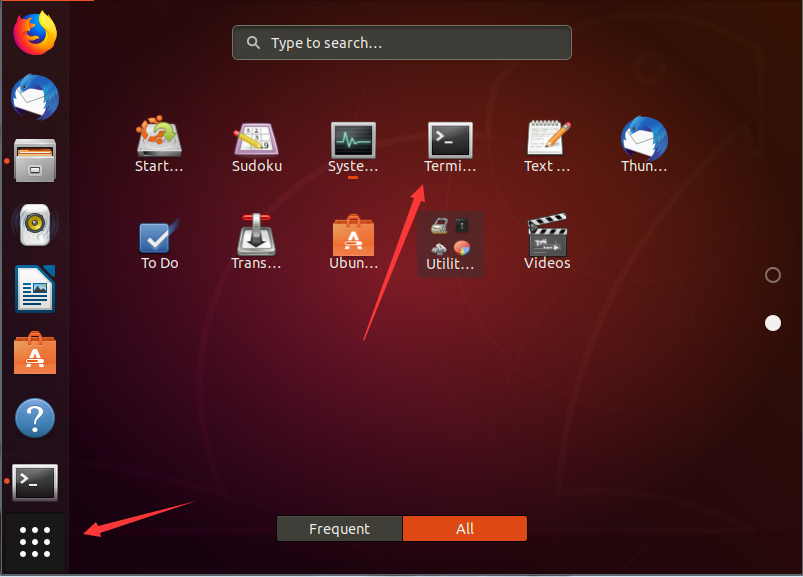 Type to search...
Start...
Sudoku
Syste...
Termi...
Text ...
Thun...
To Do
Trans...
Ubun...
Utilit...
Videos
Frequent
All